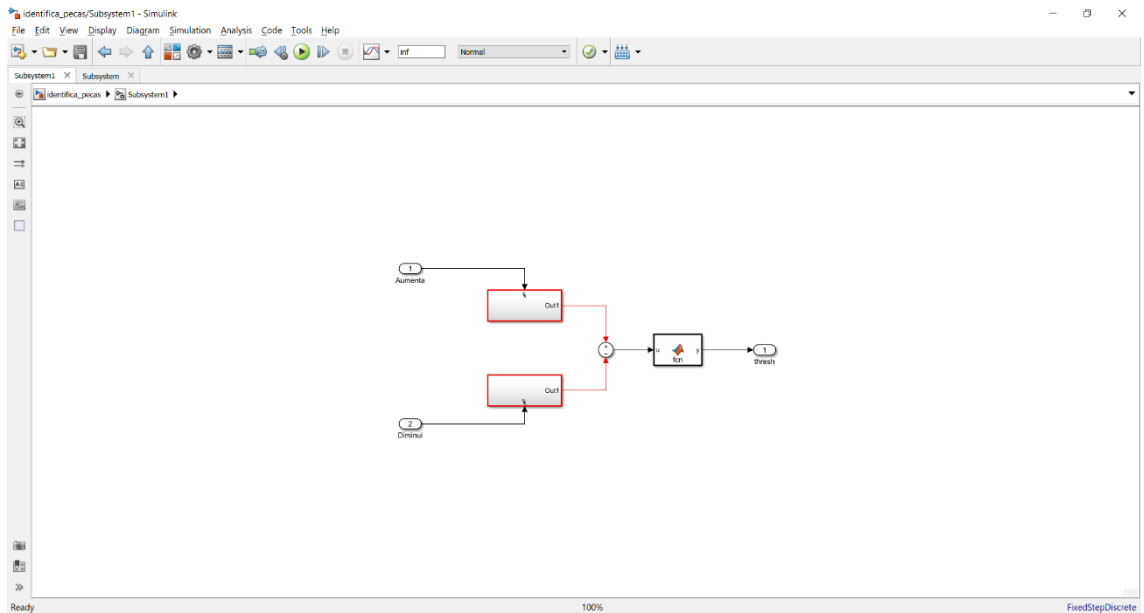 identifica_pecas/Subsystem1 - Simulink
File Edit View Display Diagram Simulation Analysis Code Tools Help
inf Normal
Subsystem1 Subsystem
identifica_pecas Subsystem1
1
Aumenta
Out1
u fcn y
1
thresh
Out1
2
Diminui
Ready 100% FixedStepDiscrete